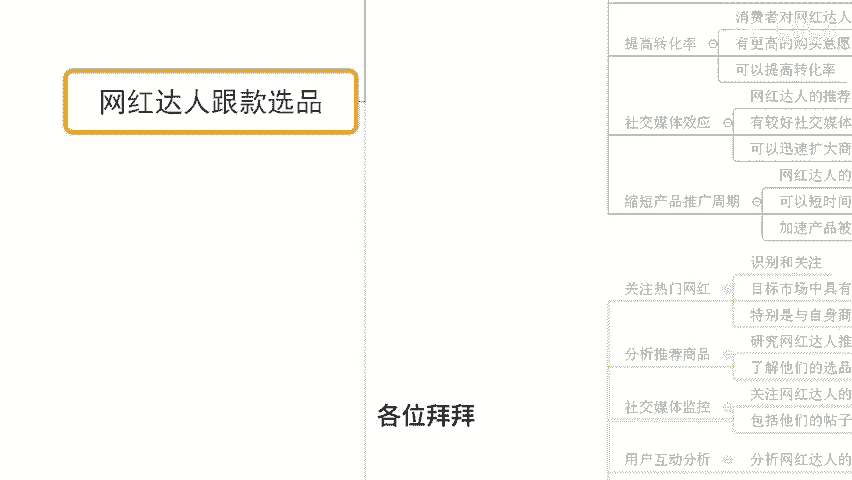 网红达人跟款选品
消费者对网红达人
提高转化率
有更高的购买意愿
可以提高转化率
网红达人的推荐
社交媒体效应
有较好社交媒体
可以迅速扩大商
网红达人的
缩短产品推广周期
可以短时间
加速产品被
识别和关注
关注热门网红
目标市场中具有
特别是与自身商
研究网红达人推
分析推荐商品
了解他们的选品
关注网红达人的
社交媒体监控
包括他们的帖子
用户互动分析
分析网红达人的
各位拜拜